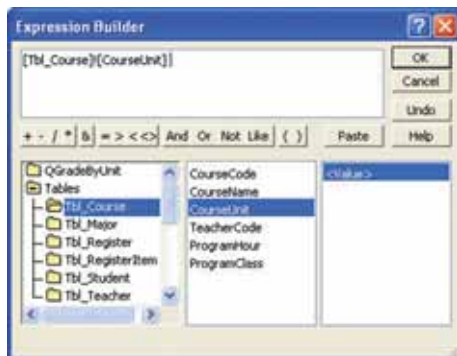 Expression Builder
[Tbl_Course]![CourseUnit]
OK
Cancel
Undo
+ - / * & = > < <> And Or Not Like ( ) Paste Help
QGradeByUnit
Tables
Tbl_Course
Tbl_Major
Tbl_Register
Tbl_RegisterItem
Tbl_Student
Tbl_Teacher
CourseCode
CourseName
CourseUnit
TeacherCode
ProgramHour
ProgramClass
<Value>